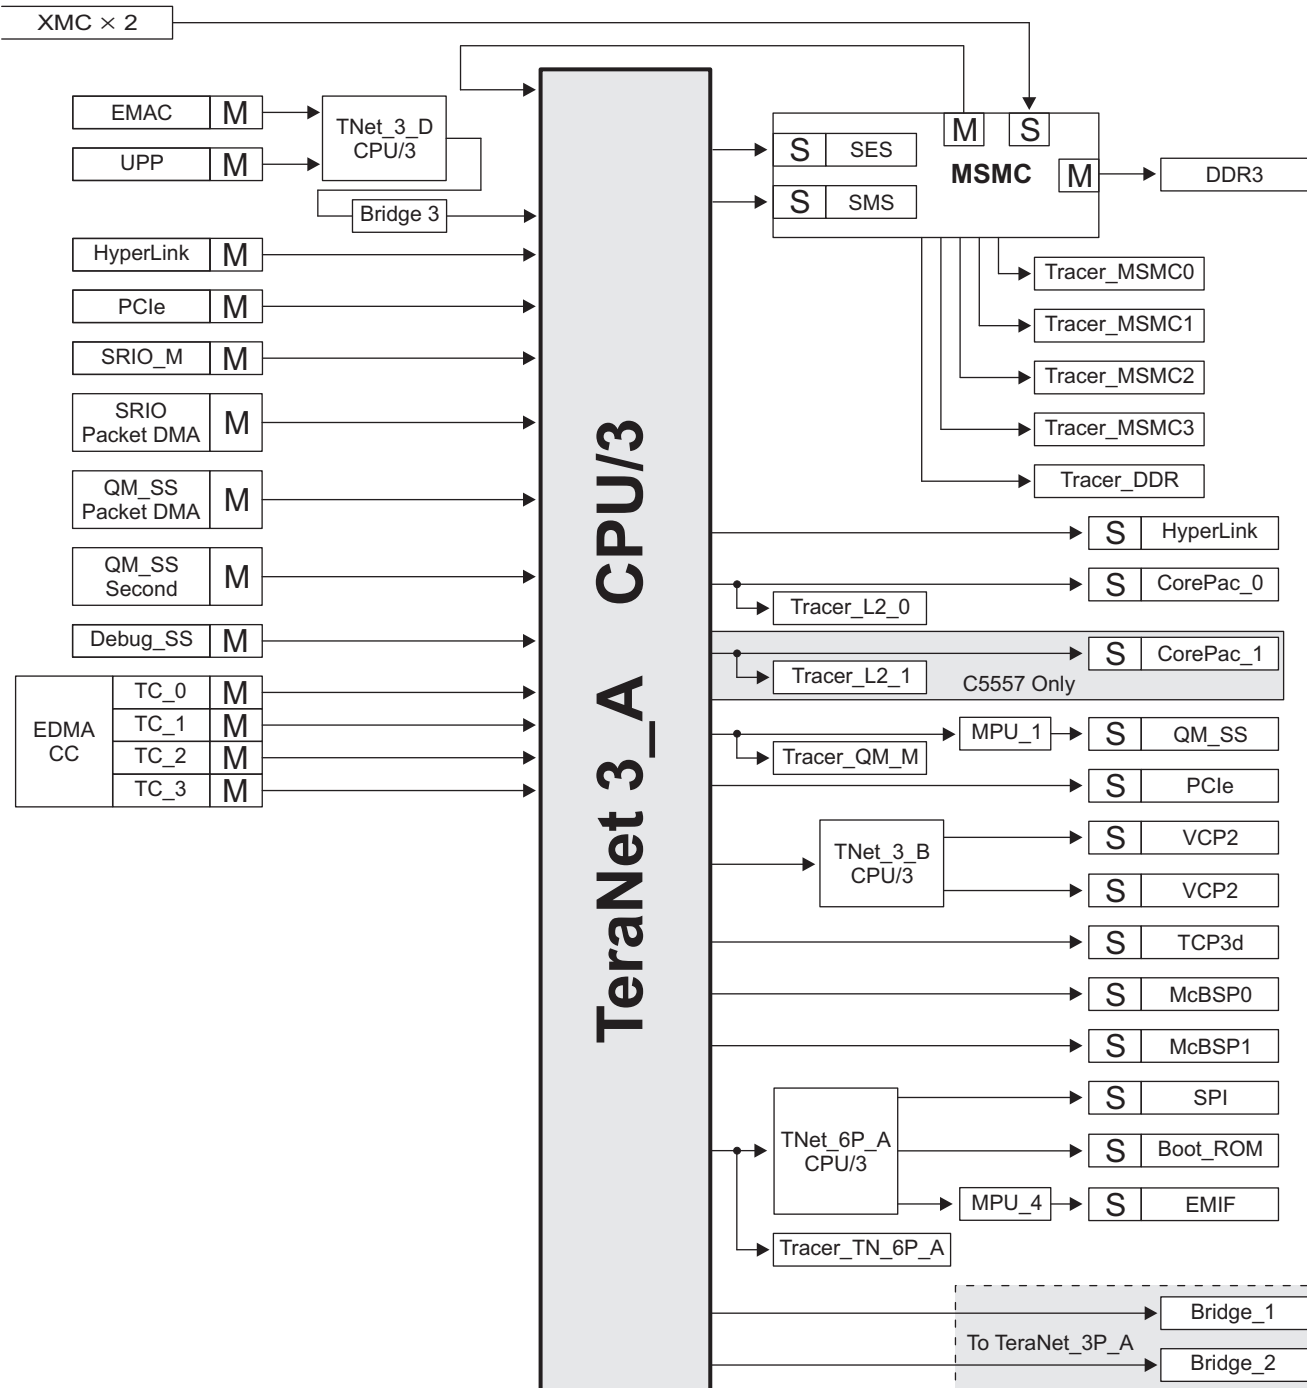 XMC × 2
EMAC M
UPP M
TNet_3_D
CPU/3
Bridge 3
HyperLink M
PCIe M
SRIO_M M
SRIO
Packet DMA M
QM_SS
Packet DMA M
QM_SS
Second M
Debug_SS M
EDMA
CC
TC_0 M
TC_1 M
TC_2 M
TC_3 M
TeraNet 3_A CPU/3
M S
S SES
S SMS
MSMC M
DDR3
Tracer_MSMC0
Tracer_MSMC1
Tracer_MSMC2
Tracer_MSMC3
Tracer_DDR
S HyperLink
S CorePac_0
Tracer_L2_0
S CorePac_1
Tracer_L2_1
C5557 Only
MPU_1 S QM_SS
Tracer_QM_M
S PCIe
TNet_3_B
CPU/3
S VCP2
S VCP2
S TCP3d
S McBSP0
S McBSP1
TNet_6P_A
CPU/3
S SPI
S Boot_ROM
MPU_4 S EMIF
Tracer_TN_6P_A
To TeraNet_3P_A
Bridge_1
Bridge_2